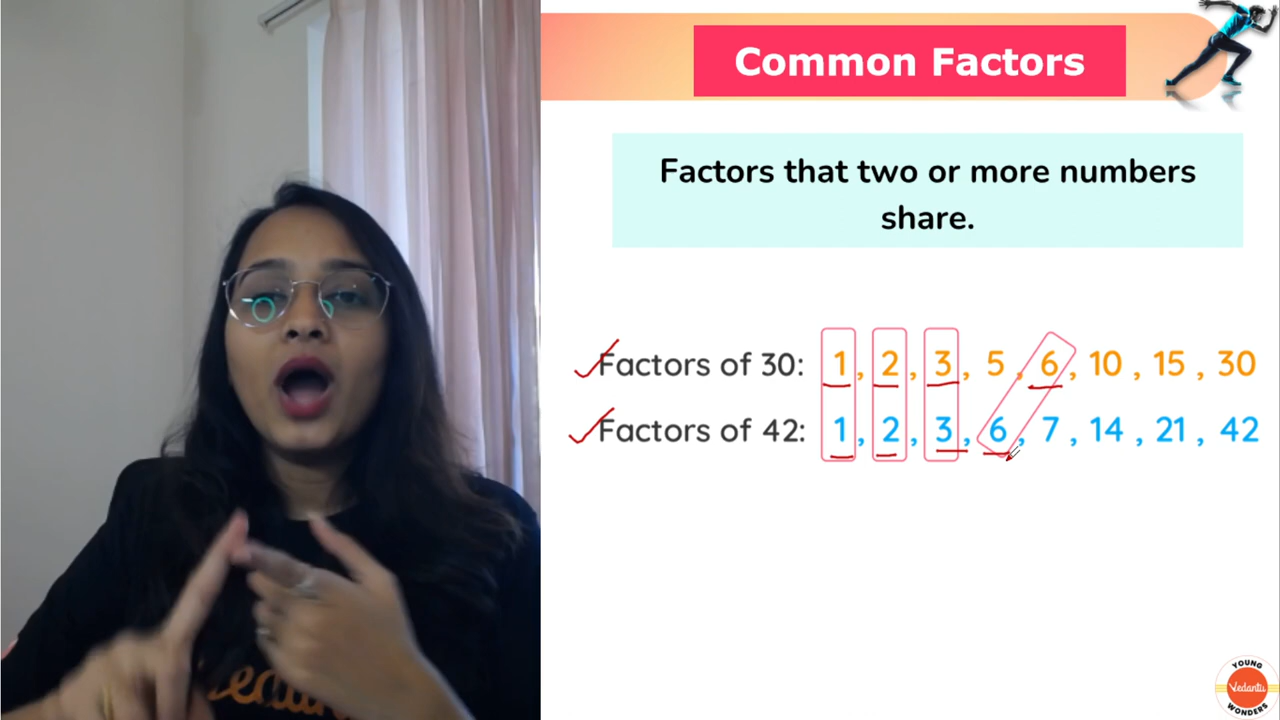 Common Factors
Factors that two or more numbers
share.
Factors of 30: 1, 2, 3, 5, 6, 10, 15, 30
Factors of 42: 1, 2, 3, 6, 7, 14, 21, 42
YOUNG
Vedantu
WONDERS